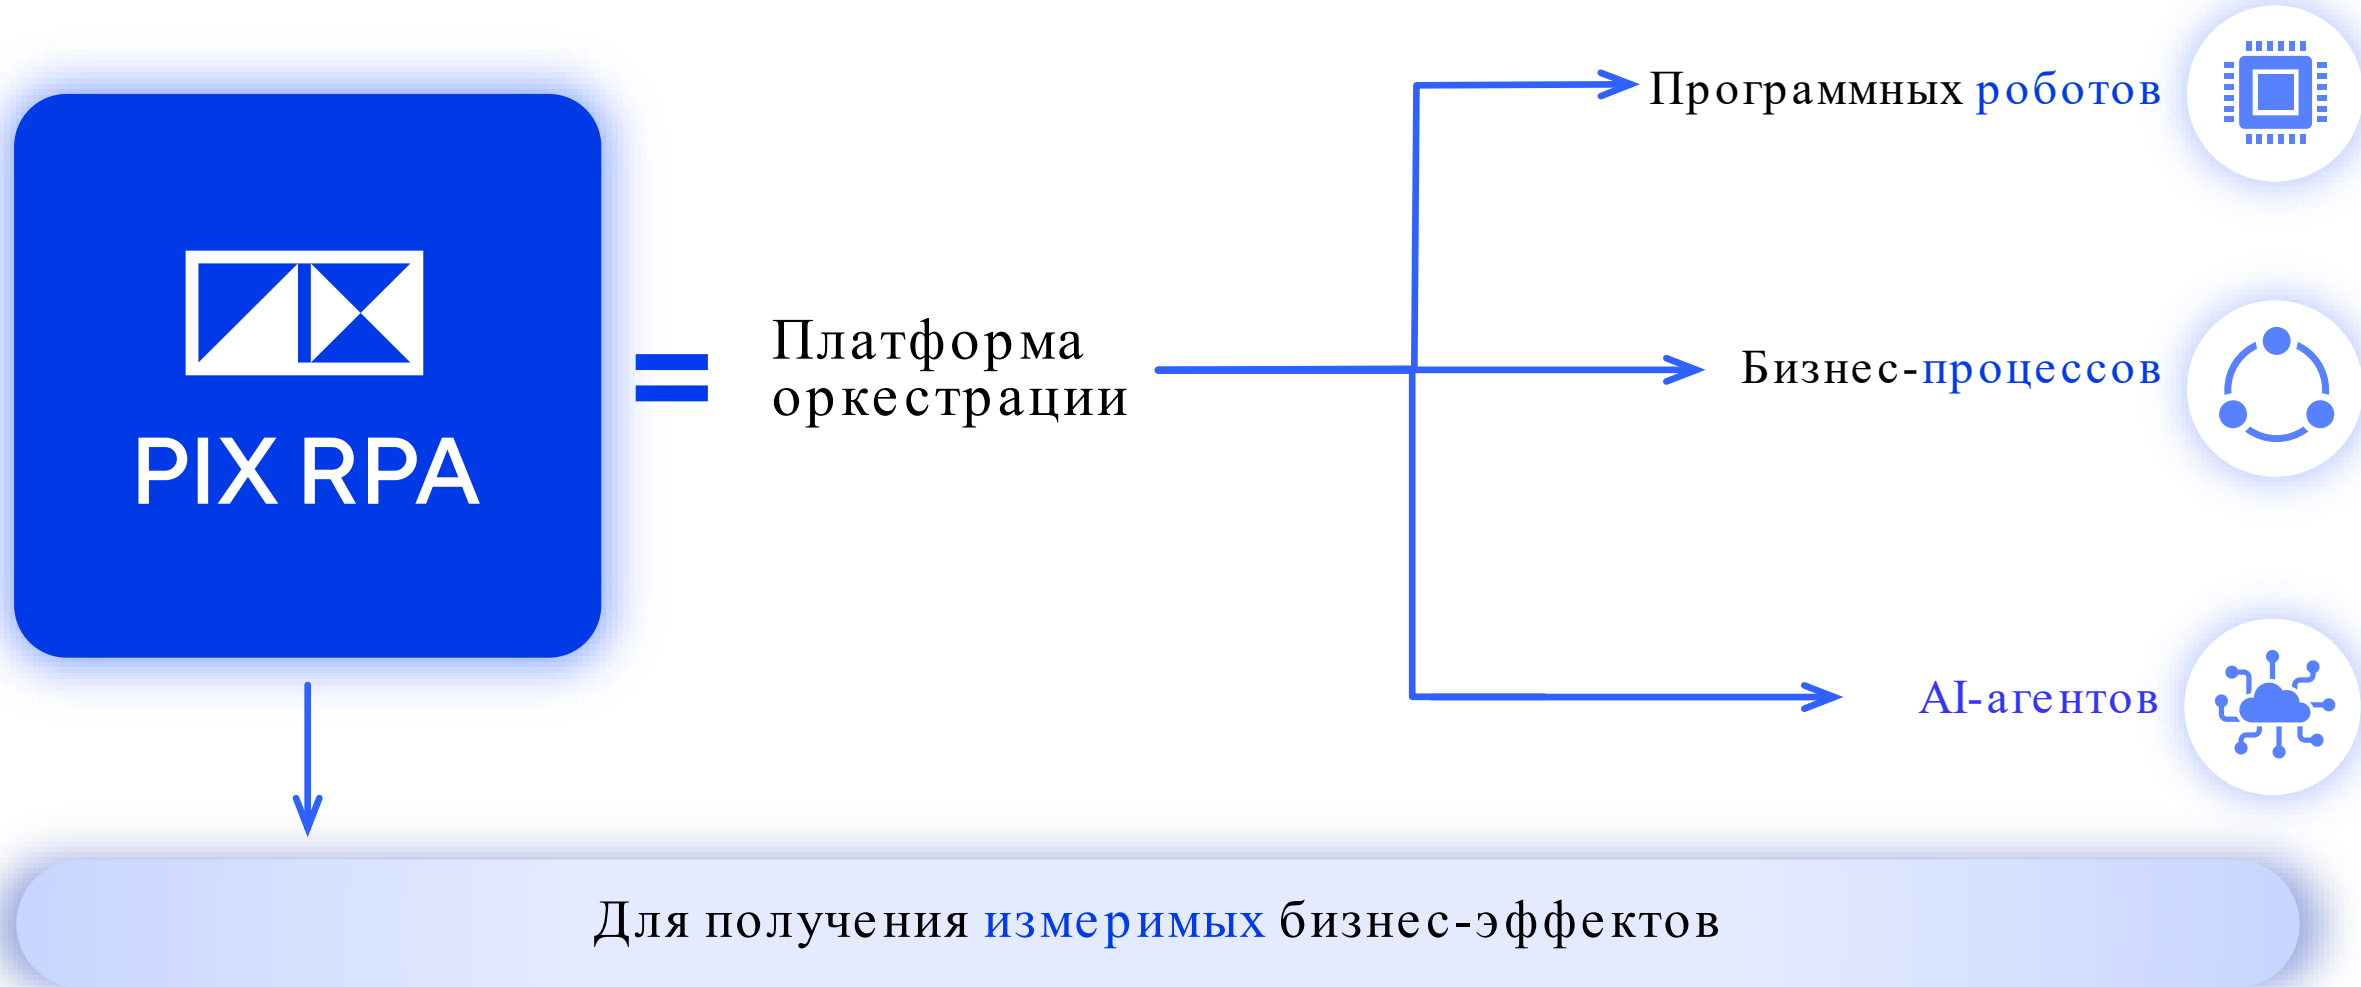 PIX RPA
=
Платформа
оркестрации
Программных роботов
Бизнес-процессов
AI-агентов
Для получения измеримых бизнес-эффектов